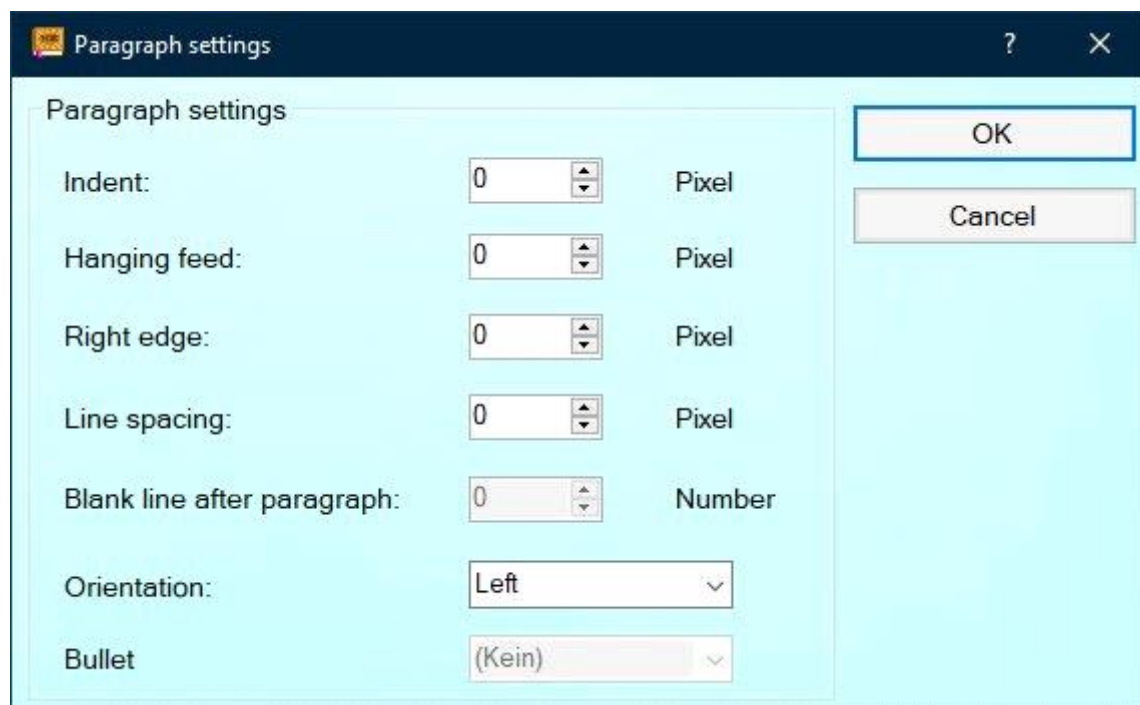 Paragraph settings ?
Paragraph settings
OK
Indent: 0 Pixel
Cancel
Hanging feed: 0 Pixel
Right edge: 0 Pixel
Line spacing: 0 Pixel
Blank line after paragraph: 0 Number
Orientation: Left
Bullet (Kein)